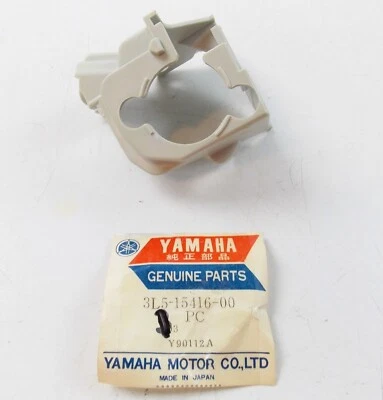 YAMAHA
純正部品
GENUINE PARTS
3L5-15416-00
PC
Y90112A
YAMAHA MOTOR CO.,LTD
MADE IN JAPAN